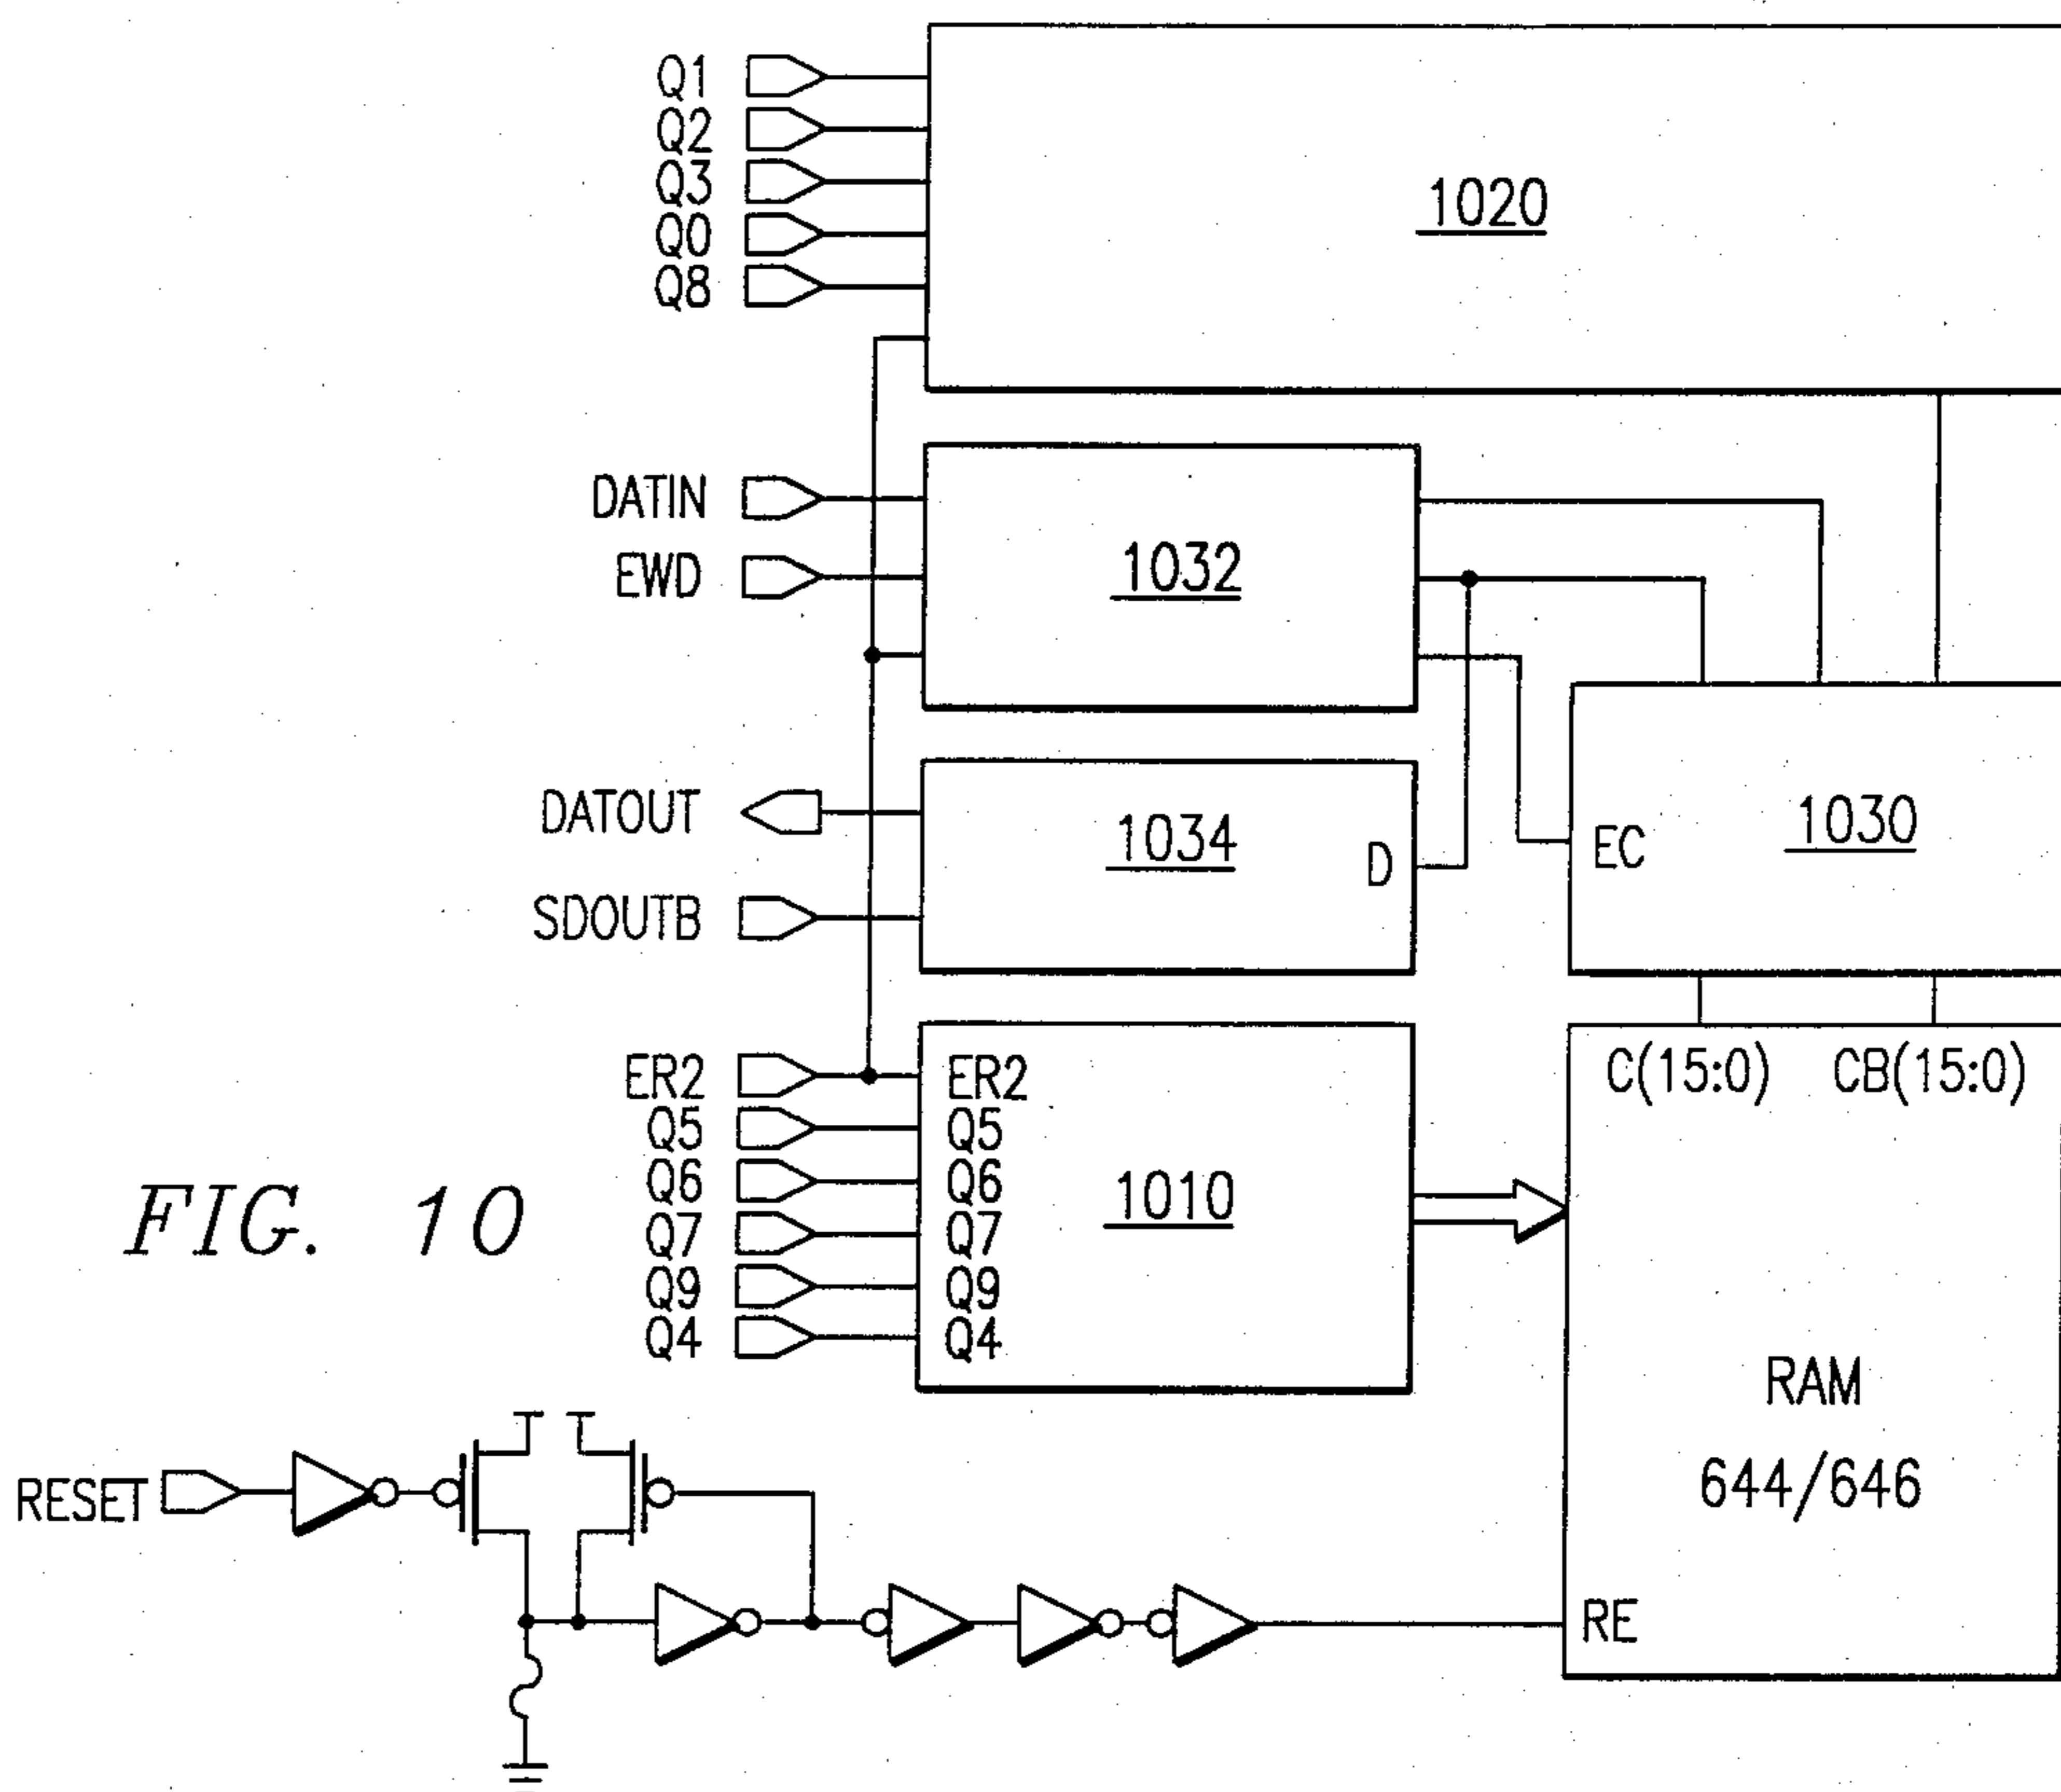 Q1
Q2
Q3
Q0
Q8
1020
DATIN
EWD
1032
DATOUT
SDOUTB
1034
D
EC
1030
ER2
Q5
Q6
Q7
Q9
Q4
ER2
Q5
Q6
Q7
Q9
Q4
1010
C(15:0) CB(15:0)
RAM
644/646
RE
FIG. 10
RESET